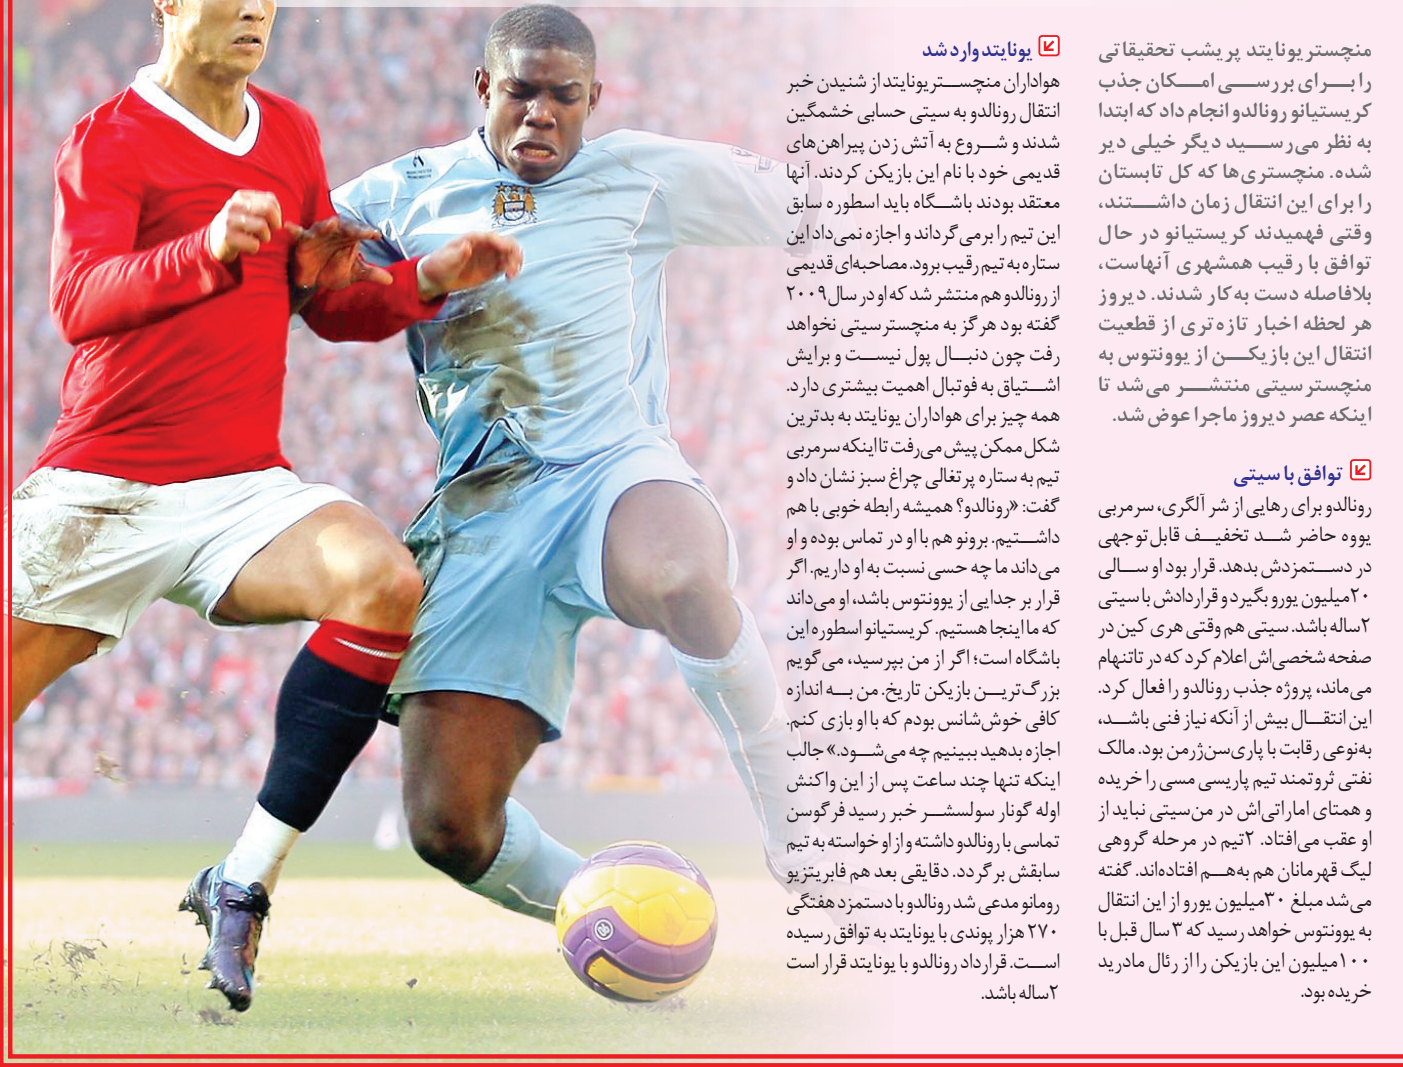 منچستریونایتد پریشب تحقیقاتی
را برای بررسی امکان جذب
کریستیانو رونالدو انجام داد که ابتدا
به نظر می‌رسید دیگر خیلی دیر
شده. منچستری‌ها که کل تابستان
را برای این انتقال زمان داشتند،
وقتی فهمیدند کریستیانو در حال
توافق با رقیب همشهری آنهاست،
بلافاصله دست به‌کار شدند. دیروز
هر لحظه اخبار تازه‌تری از قطعیت
انتقال این بازیکن از یوونتوس به
منچسترسیتی منتشر می‌شد تا
اینکه عصر دیروز ماجرا عوض شد.
توافق با سیتی
رونالدو برای رهایی از شر آلگری، سرمربی
یووه حاضر شد تخفیف قابل‌توجهی
در دستمزدش بدهد. قرار بود او سالی
۲۰میلیون یورو بگیرد و قراردادش با سیتی
۲ساله باشد. سیتی هم وقتی هری کین در
صفحه شخصی‌اش اعلام کرد که در تاتنهام
می‌ماند، پروژه جذب رونالدو را فعال کرد.
این انتقال بیش از آنکه نیاز فنی باشد،
به‌نوعی رقابت با پاری‌سن‌ژرمن بود. مالک
نفتی ثروتمند تیم پاریسی مسی را خریده
و همتای اماراتی‌اش در من‌سیتی نباید از
او عقب می‌افتاد. ۲تیم در مرحله گروهی
لیگ قهرمانان هم به‌هم افتاده‌اند. گفته
می‌شد مبلغ ۳۰میلیون یورو از این انتقال
به یوونتوس خواهد رسید که ۳ سال قبل با
۱۰۰میلیون این بازیکن را از رئال مادرید
خریده بود.
یونایتد وارد شد
هواداران منچستریونایتد از شنیدن خبر
انتقال رونالدو به سیتی حسابی خشمگین
شدند و شروع به آتش زدن پیراهن‌های
قدیمی خود با نام این بازیکن کردند. آنها
معتقد بودند باشگاه باید اسطوره سابق
این تیم را برمی‌گرداند و اجازه نمی‌داد این
ستاره به تیم رقیب برود. مصاحبه‌ای قدیمی
از رونالدو هم منتشر شد که او در سال۲۰۰۹
گفته بود هرگز به منچسترسیتی نخواهد
رفت چون دنبال پول نیست و برایش
اشتیاق به فوتبال اهمیت بیشتری دارد.
همه چیز برای هواداران یونایتد به بدترین
شکل ممکن پیش می‌رفت تا اینکه سرمربی
تیم به ستاره پرتغالی چراغ سبز نشان داد و
گفت: «رونالدو؟ همیشه رابطه خوبی با هم
داشتیم. برونو هم با او در تماس بوده و او
می‌داند ما چه حسی نسبت به او داریم. اگر
قرار بر جدایی از یوونتوس باشد، او می‌داند
که ما اینجا هستیم. کریستیانو اسطوره این
باشگاه است؛ اگر از من بپرسید، می‌گویم
بزرگ‌ترین بازیکن تاریخ. من به اندازه
کافی خوش‌شانس بودم که با او بازی کنم.
اجازه بدهید ببینیم چه می‌شود.» جالب
اینکه تنها چند ساعت پس از این واکنش
اوله گونار سولسشر خبر رسید فرگوسن
تماسی با رونالدو داشته و از او خواسته به تیم
سابقش برگردد. دقایقی بعد هم فابریتزیو
رومانو مدعی شد رونالدو با دستمزد هفتگی
۲۷۰ هزار پوندی با یونایتد به توافق رسیده
است. قرارداد رونالدو با یونایتد قرار است
۲ساله باشد.